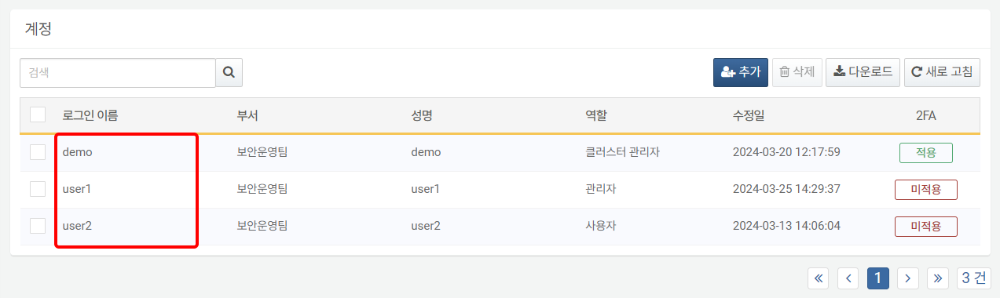 계정
검색 추가 삭제 다운로드 새로 고침
로그인 이름 부서 성명 역할 수정일 2FA
demo 보안운영팀 demo 클러스터 관리자 2024-03-20 12:17:59 적용
user1 보안운영팀 user1 관리자 2024-03-25 14:29:37 미적용
user2 보안운영팀 user2 사용자 2024-03-13 14:06:04 미적용
« ‹ 1 › » 3 건